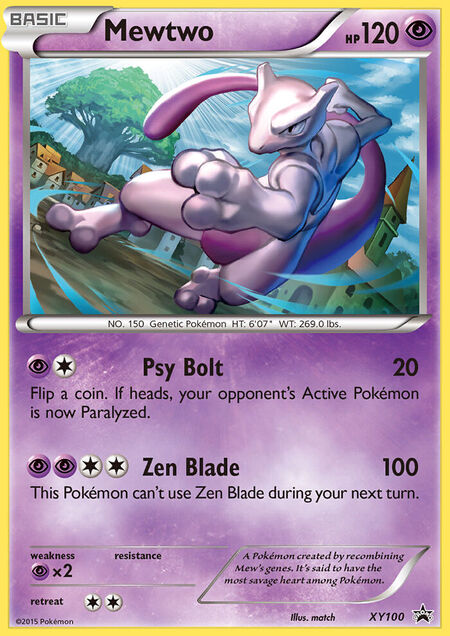 BASIC
Mewtwo
HP120
NO. 150 Genetic Pokémon HT: 6'07" WT: 269.0 lbs.
Psy Bolt 20
Flip a coin. If heads, your opponent's Active Pokémon
is now Paralyzed.
Zen Blade 100
This Pokémon can't use Zen Blade during your next turn.
weakness resistance
×2
retreat
A Pokémon created by recombining
Mew's genes. It's said to have the
most savage heart among Pokémon.
©2015 Pokémon Illus. match XY100
PROMO